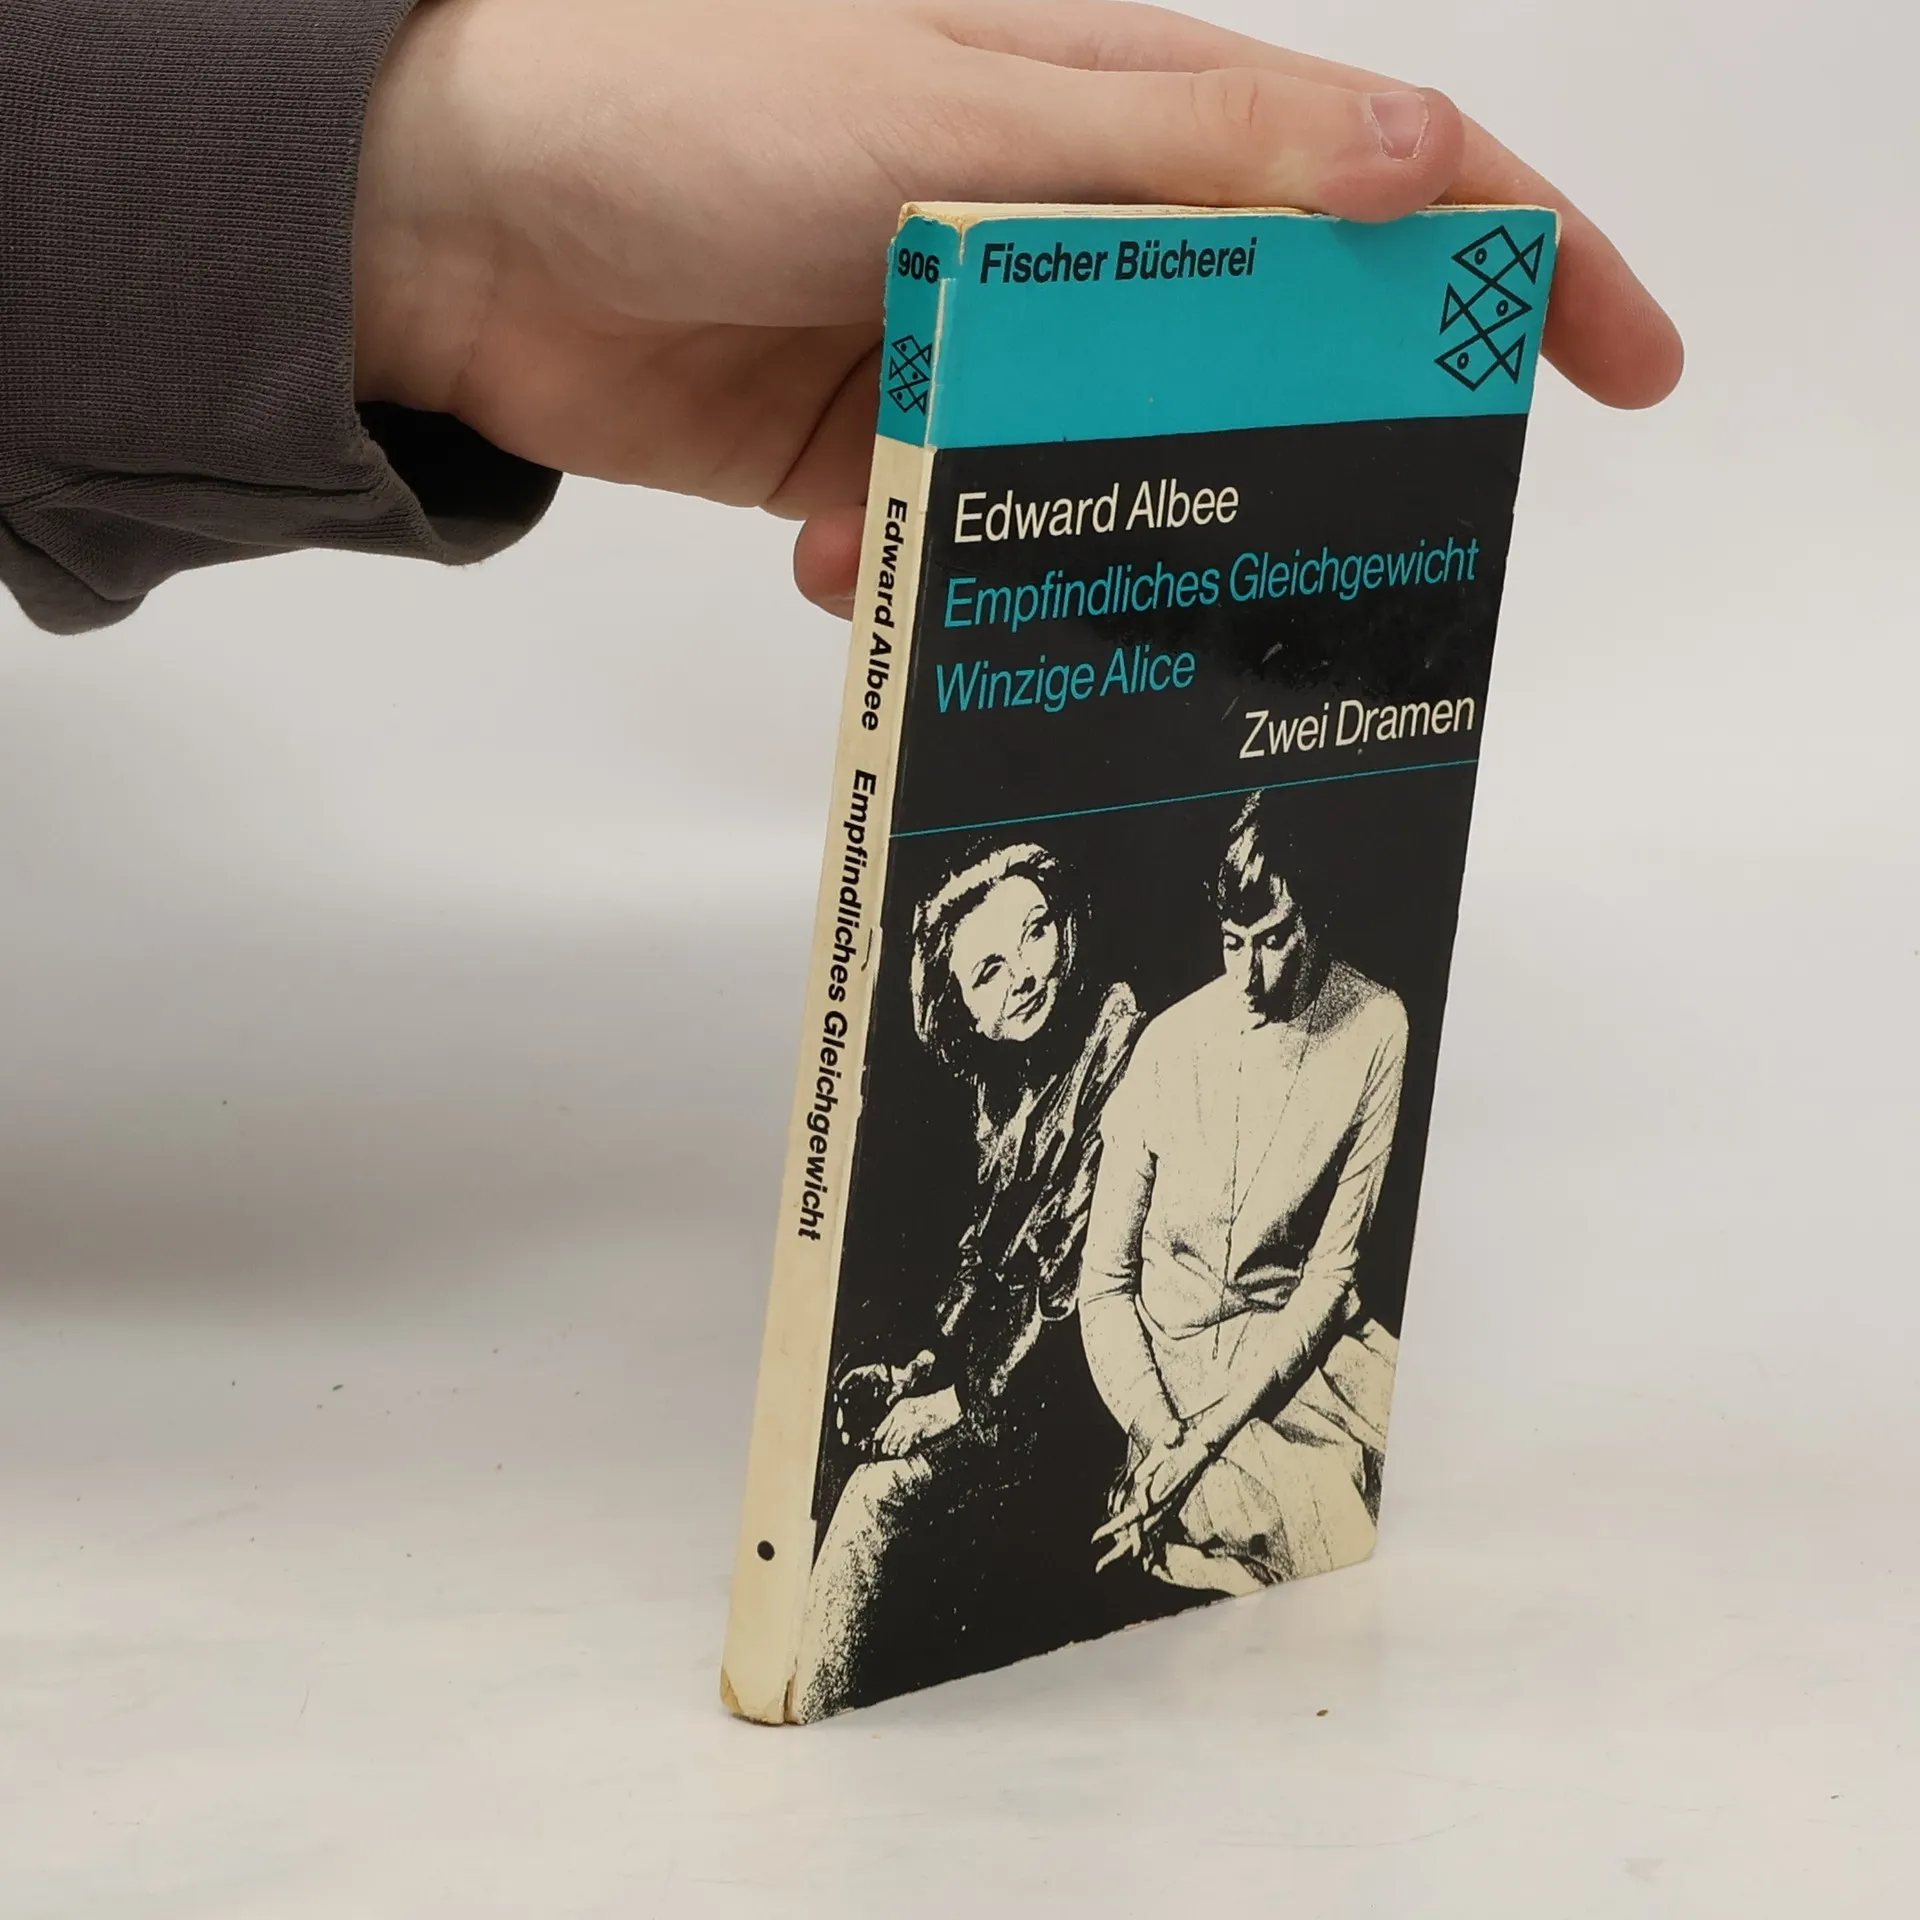 906
Fischer Bücherei
Edward Albee
Empfindliches Gleichgewicht
Winzige Alice
Zwei Dramen
Edward Albee Empfindliches Gleichgewicht